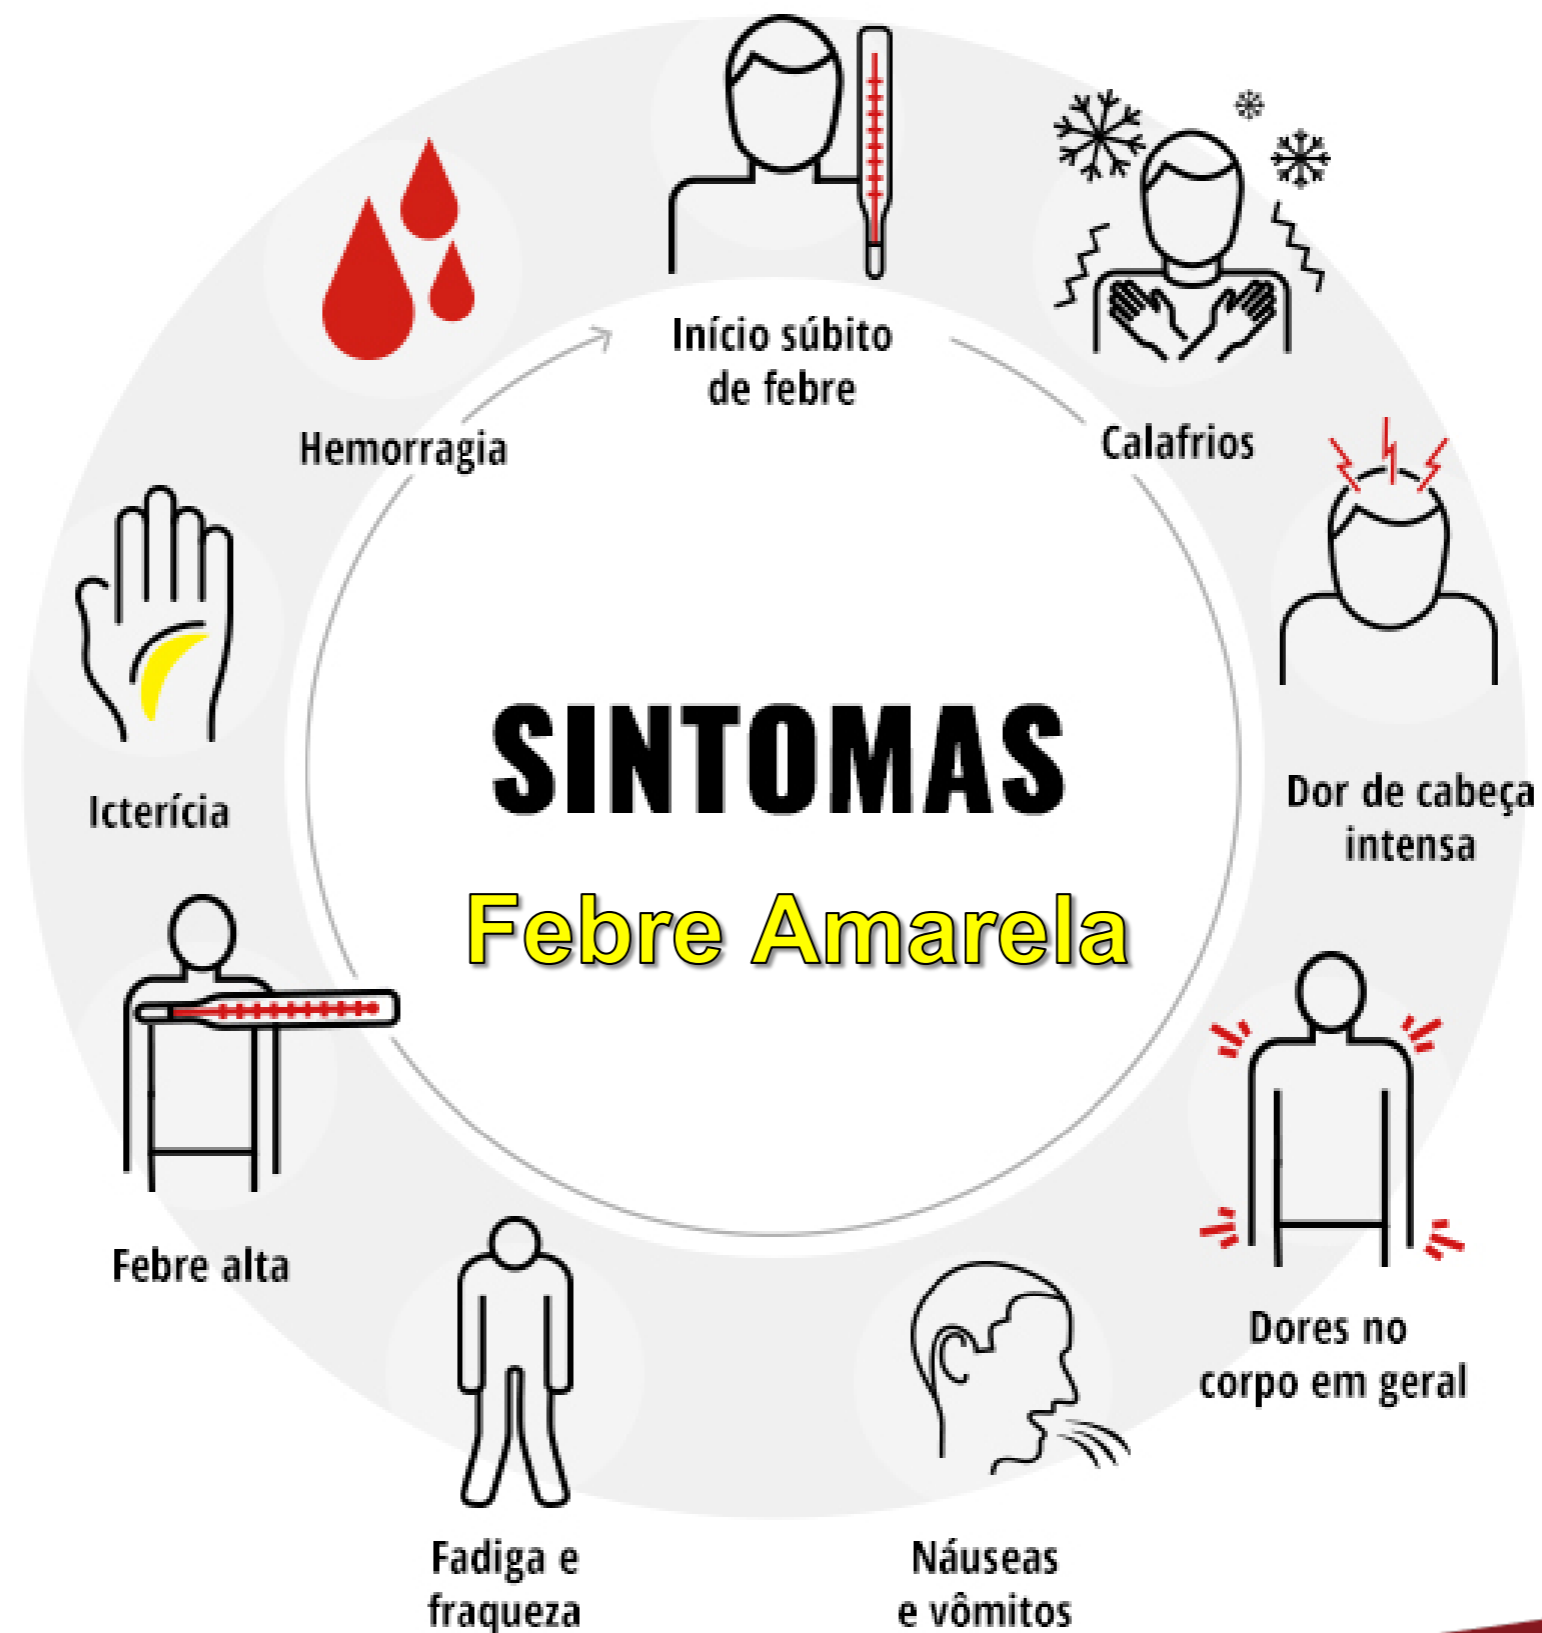 Início súbito
de febre
Calafrios
Dor de cabeça
intensa
Dores no
corpo em geral
Náuseas
e vômitos
Fadiga e
fraqueza
Febre alta
Icterícia
Hemorragia
SINTOMAS
Febre Amarela